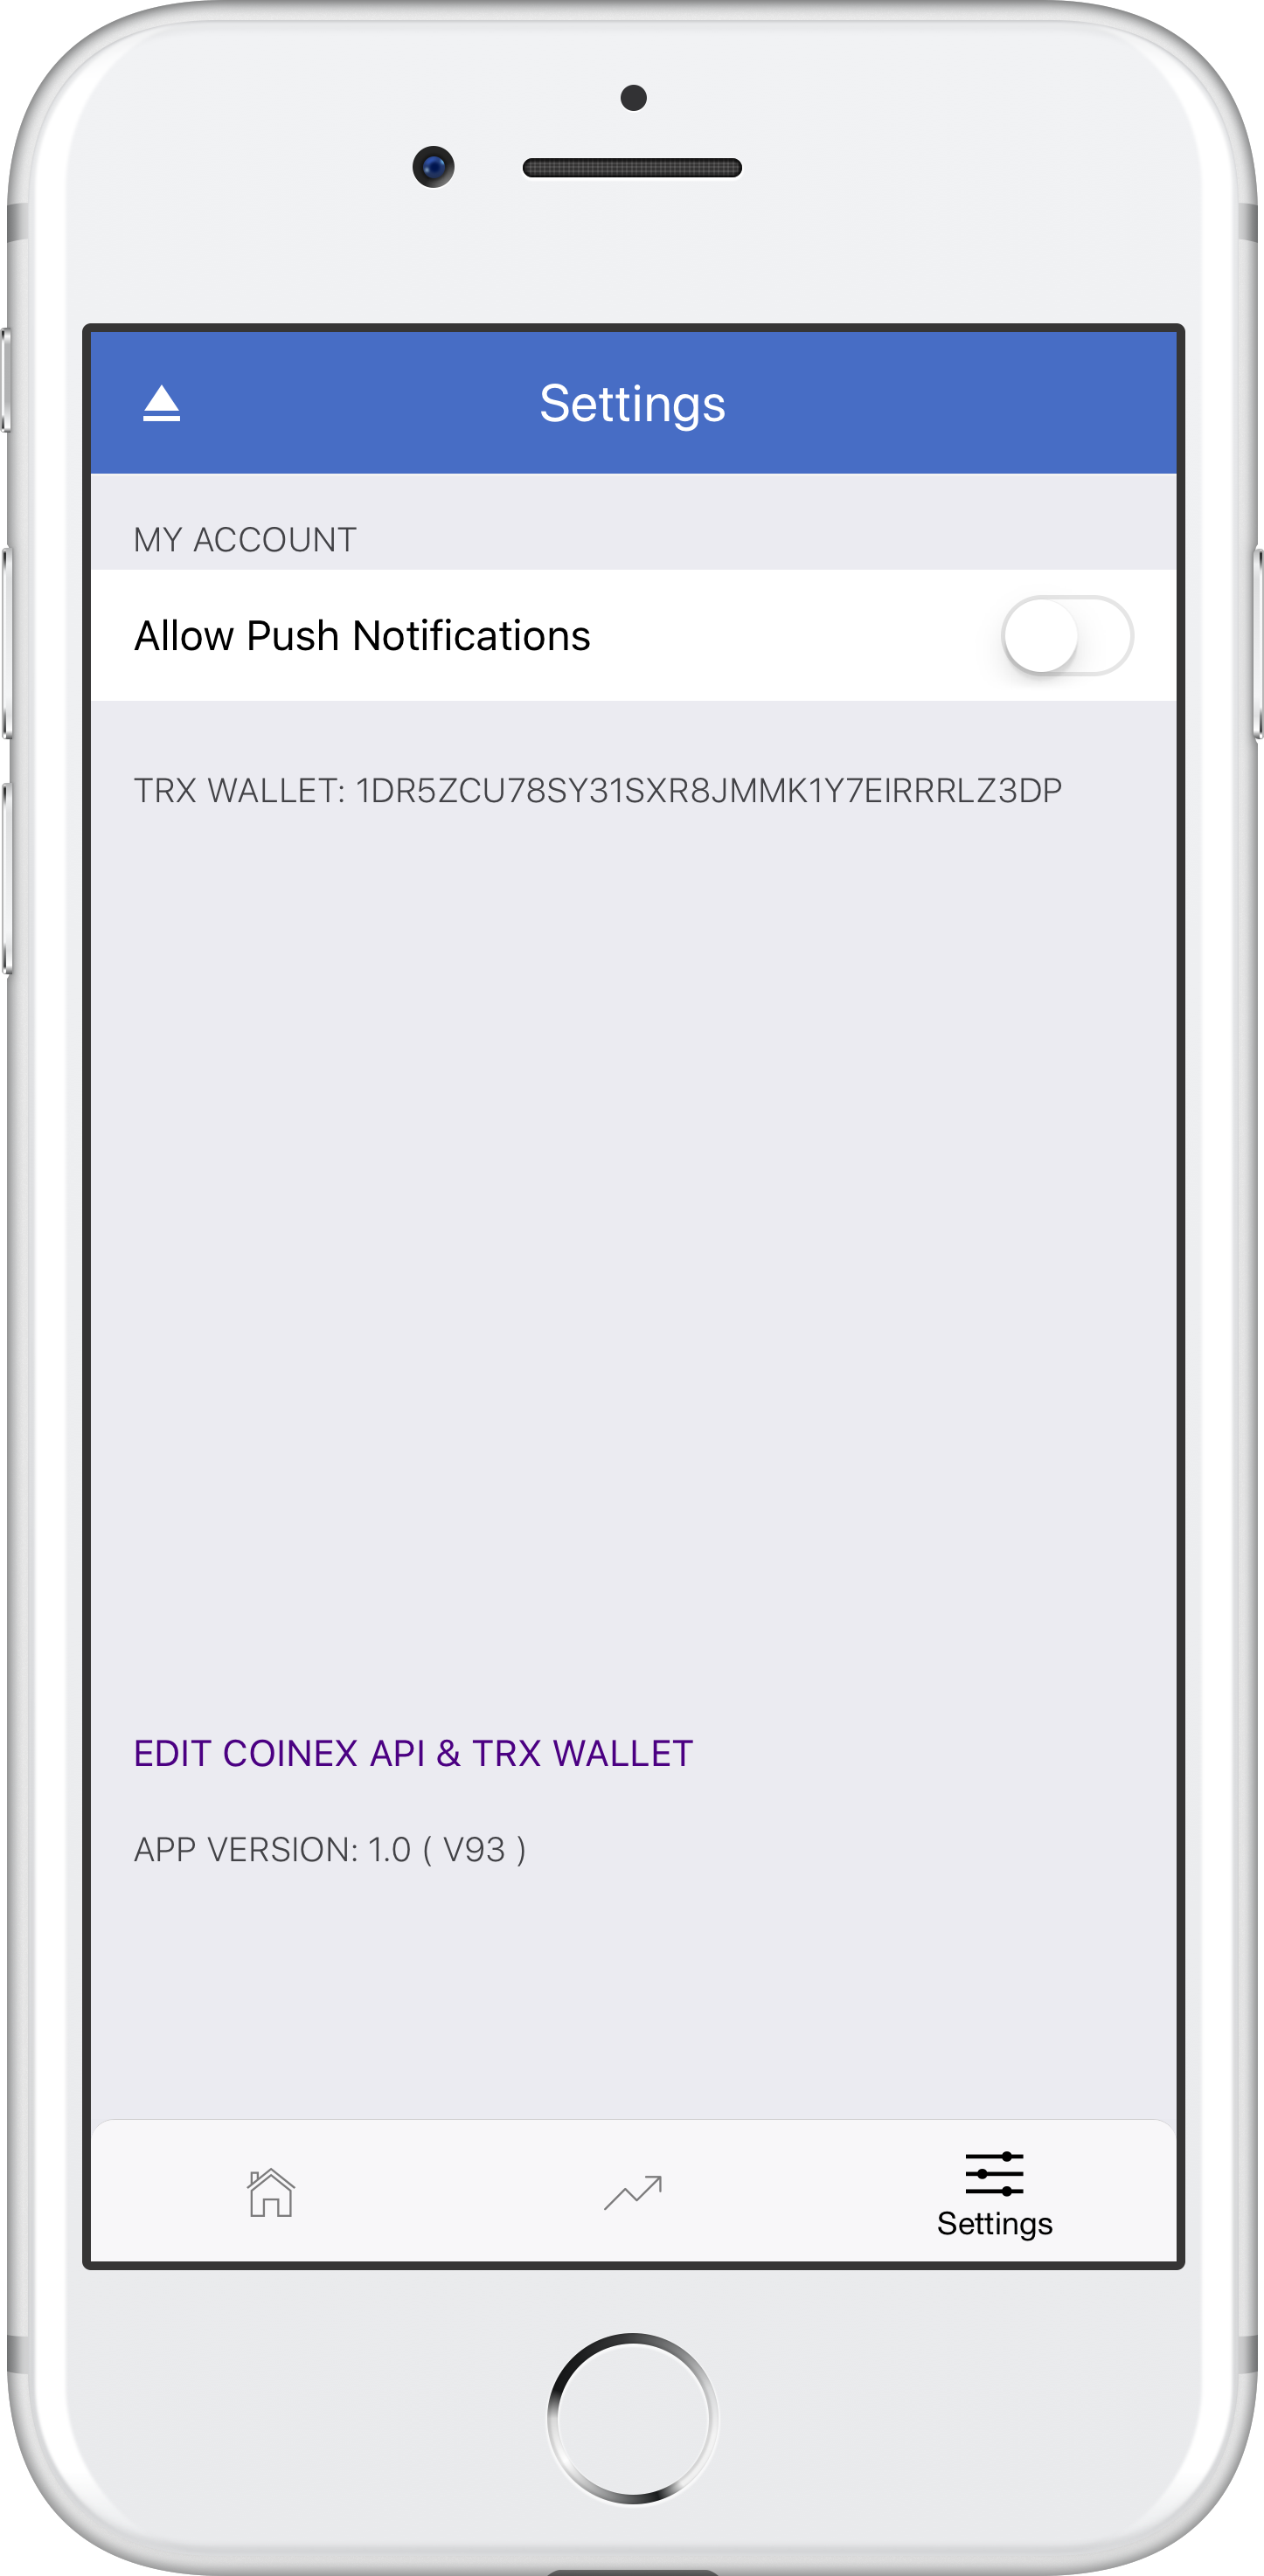 Settings
MY ACCOUNT
Allow Push Notifications
TRX WALLET: 1DR5ZCU78SY31SXR8JMMK1Y7EIRRRLZ3DP
EDIT COINEX API & TRX WALLET
APP VERSION: 1.0 ( V93 )
Settings